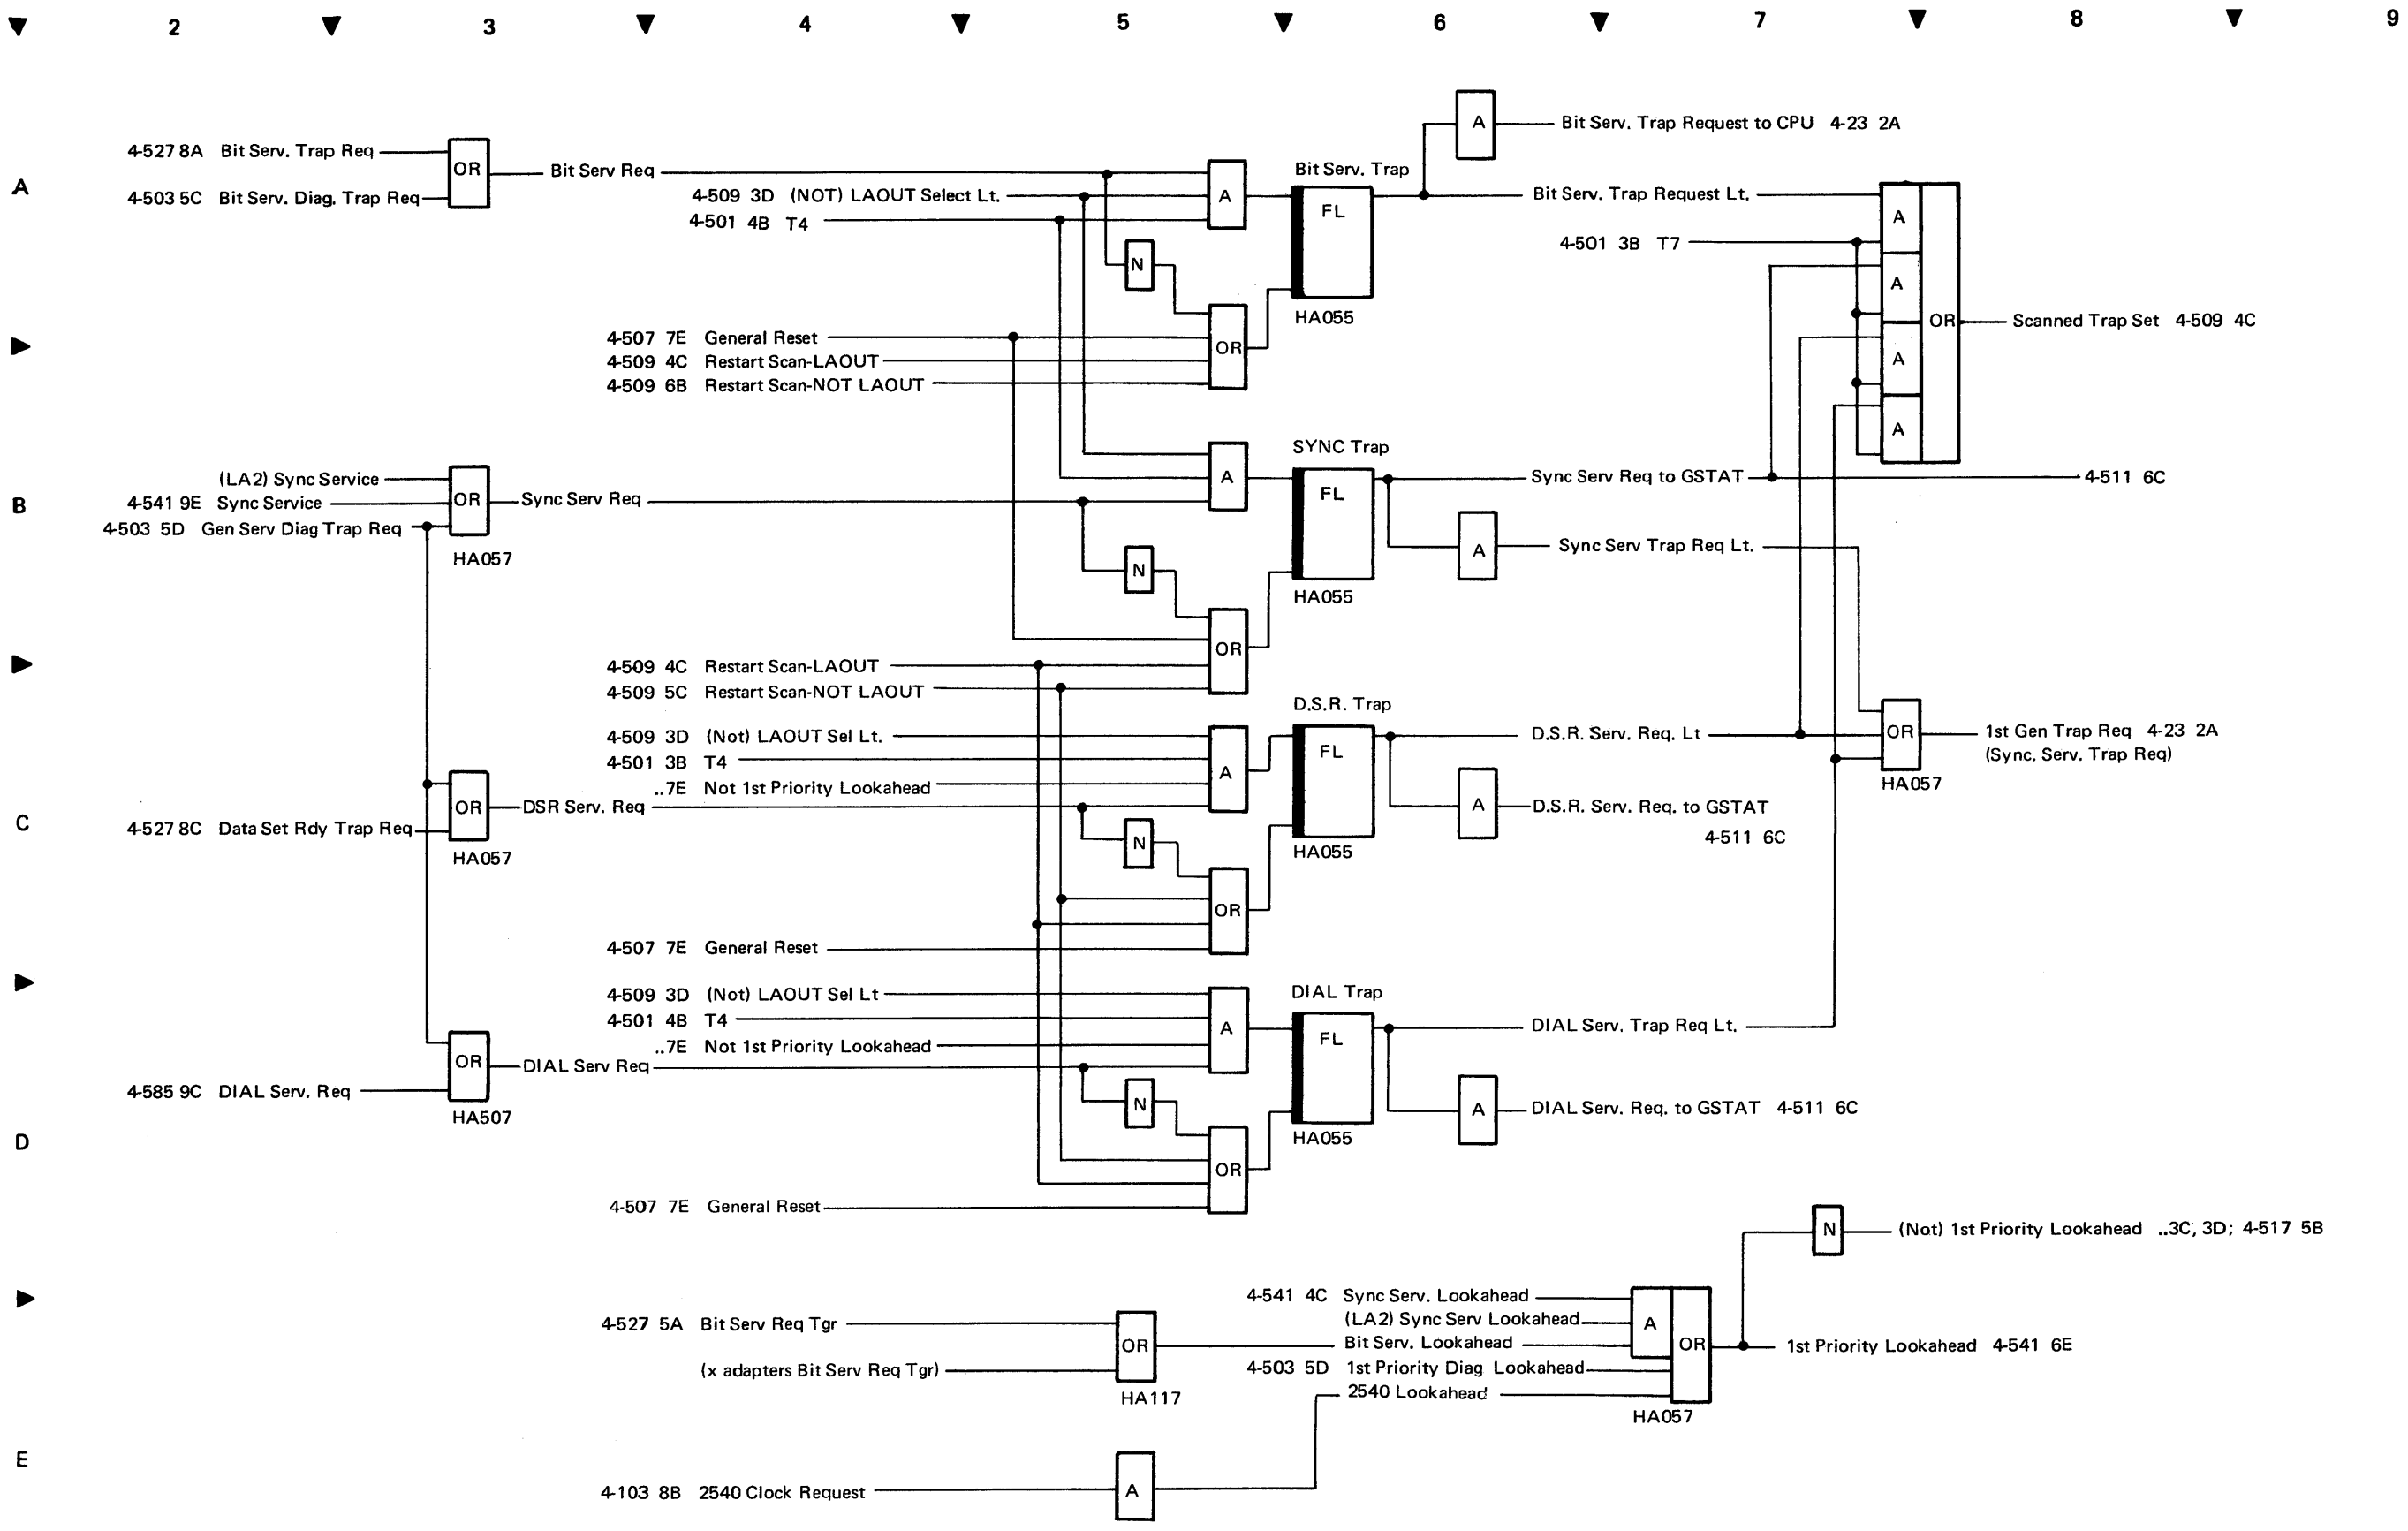 2 3 4 5 6 7 8 9
A
Bit Serv. Trap Request to CPU 4-23 2A
4-527 8A Bit Serv. Trap Req
OR
4-503 5C Bit Serv. Diag. Trap Req
Bit Serv Req
4-509 3D (NOT) LAOUT Select Lt.
4-501 4B T4
A
A
Bit Serv. Trap
FL
HA055
Bit Serv. Trap Request Lt.
4-501 3B T7
N
A
A
A
A
OR
Scanned Trap Set 4-509 4C
4-507 7E General Reset
4-509 4C Restart Scan-LAOUT
4-509 6B Restart Scan-NOT LAOUT
OR
B
(LA2) Sync Service
4-541 9E Sync Service
4-503 5D Gen Serv Diag Trap Req
OR
HA057
Sync Serv Req
A
SYNC Trap
FL
HA055
Sync Serv Req to GSTAT
4-511 6C
A
Sync Serv Trap Req Lt.
N
OR
4-509 4C Restart Scan-LAOUT
4-509 5C Restart Scan-NOT LAOUT
4-509 3D (Not) LAOUT Sel Lt.
4-501 3B T4
..7E Not 1st Priority Lookahead
A
D.S.R. Trap
FL
HA055
D.S.R. Serv. Req. Lt
OR
HA057
1st Gen Trap Req 4-23 2A
(Sync. Serv. Trap Req)
C
OR
HA057
DSR Serv. Req
4-527 8C Data Set Rdy Trap Req
A
D.S.R. Serv. Req. to GSTAT
4-511 6C
N
OR
4-507 7E General Reset
4-509 3D (Not) LAOUT Sel Lt
4-501 4B T4
..7E Not 1st Priority Lookahead
A
DIAL Trap
FL
HA055
DIAL Serv. Trap Req Lt.
OR
HA507
DIAL Serv Req
4-585 9C DIAL Serv. Req
A
DIAL Serv. Req. to GSTAT 4-511 6C
D
N
OR
4-507 7E General Reset
N
(Not) 1st Priority Lookahead ..3C, 3D; 4-517 5B
4-541 4C Sync Serv. Lookahead
(LA2) Sync Serv Lookahead
Bit Serv. Lookahead
4-503 5D 1st Priority Diag Lookahead
2540 Lookahead
A
OR
HA057
1st Priority Lookahead 4-541 6E
4-527 5A Bit Serv Req Tgr
(x adapters Bit Serv Req Tgr)
OR
HA117
E
4-103 8B 2540 Clock Request
A